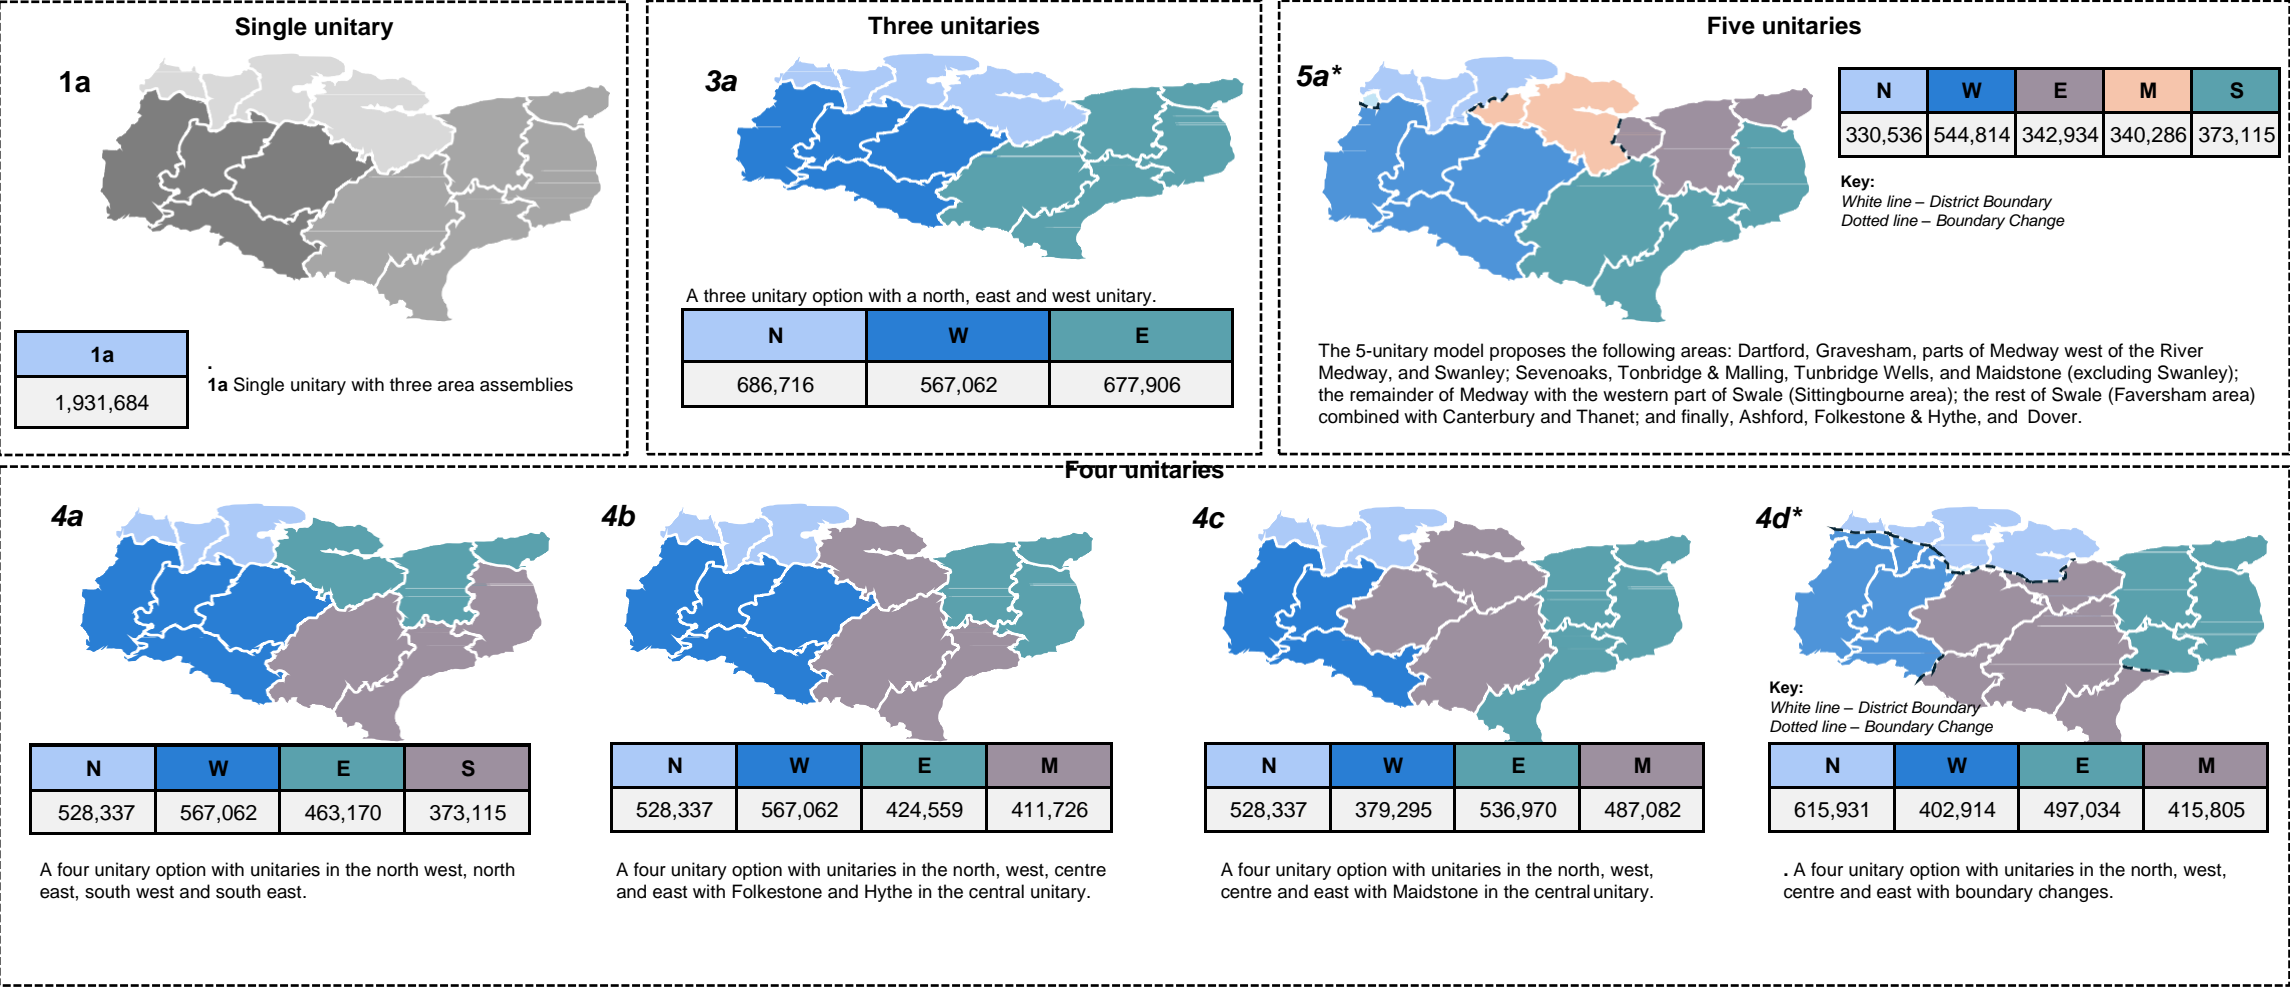 Single unitary
1a
1a
1,931,684
.
1a Single unitary with three area assemblies
Three unitaries
3a
A three unitary option with a north, east and west unitary.
N W E
686,716 567,062 677,906
Five unitaries
5a*
N W E M S
330,536 544,814 342,934 340,286 373,115
Key:
White line – District Boundary
Dotted line – Boundary Change
The 5-unitary model proposes the following areas: Dartford, Gravesham, parts of Medway west of the River
Medway, and Swanley; Sevenoaks, Tonbridge & Malling, Tunbridge Wells, and Maidstone (excluding Swanley);
the remainder of Medway with the western part of Swale (Sittingbourne area); the rest of Swale (Faversham area)
combined with Canterbury and Thanet; and finally, Ashford, Folkestone & Hythe, and Dover.
Four unitaries
4a
N W E S
528,337 567,062 463,170 373,115
A four unitary option with unitaries in the north west, north
east, south west and south east.
4b
N W E M
528,337 567,062 424,559 411,726
A four unitary option with unitaries in the north, west, centre
and east with Folkestone and Hythe in the central unitary.
4c
N W E M
528,337 379,295 536,970 487,082
A four unitary option with unitaries in the north, west,
centre and east with Maidstone in the central unitary.
4d*
Key:
White line – District Boundary
Dotted line – Boundary Change
N W E M
615,931 402,914 497,034 415,805
. A four unitary option with unitaries in the north, west,
centre and east with boundary changes.